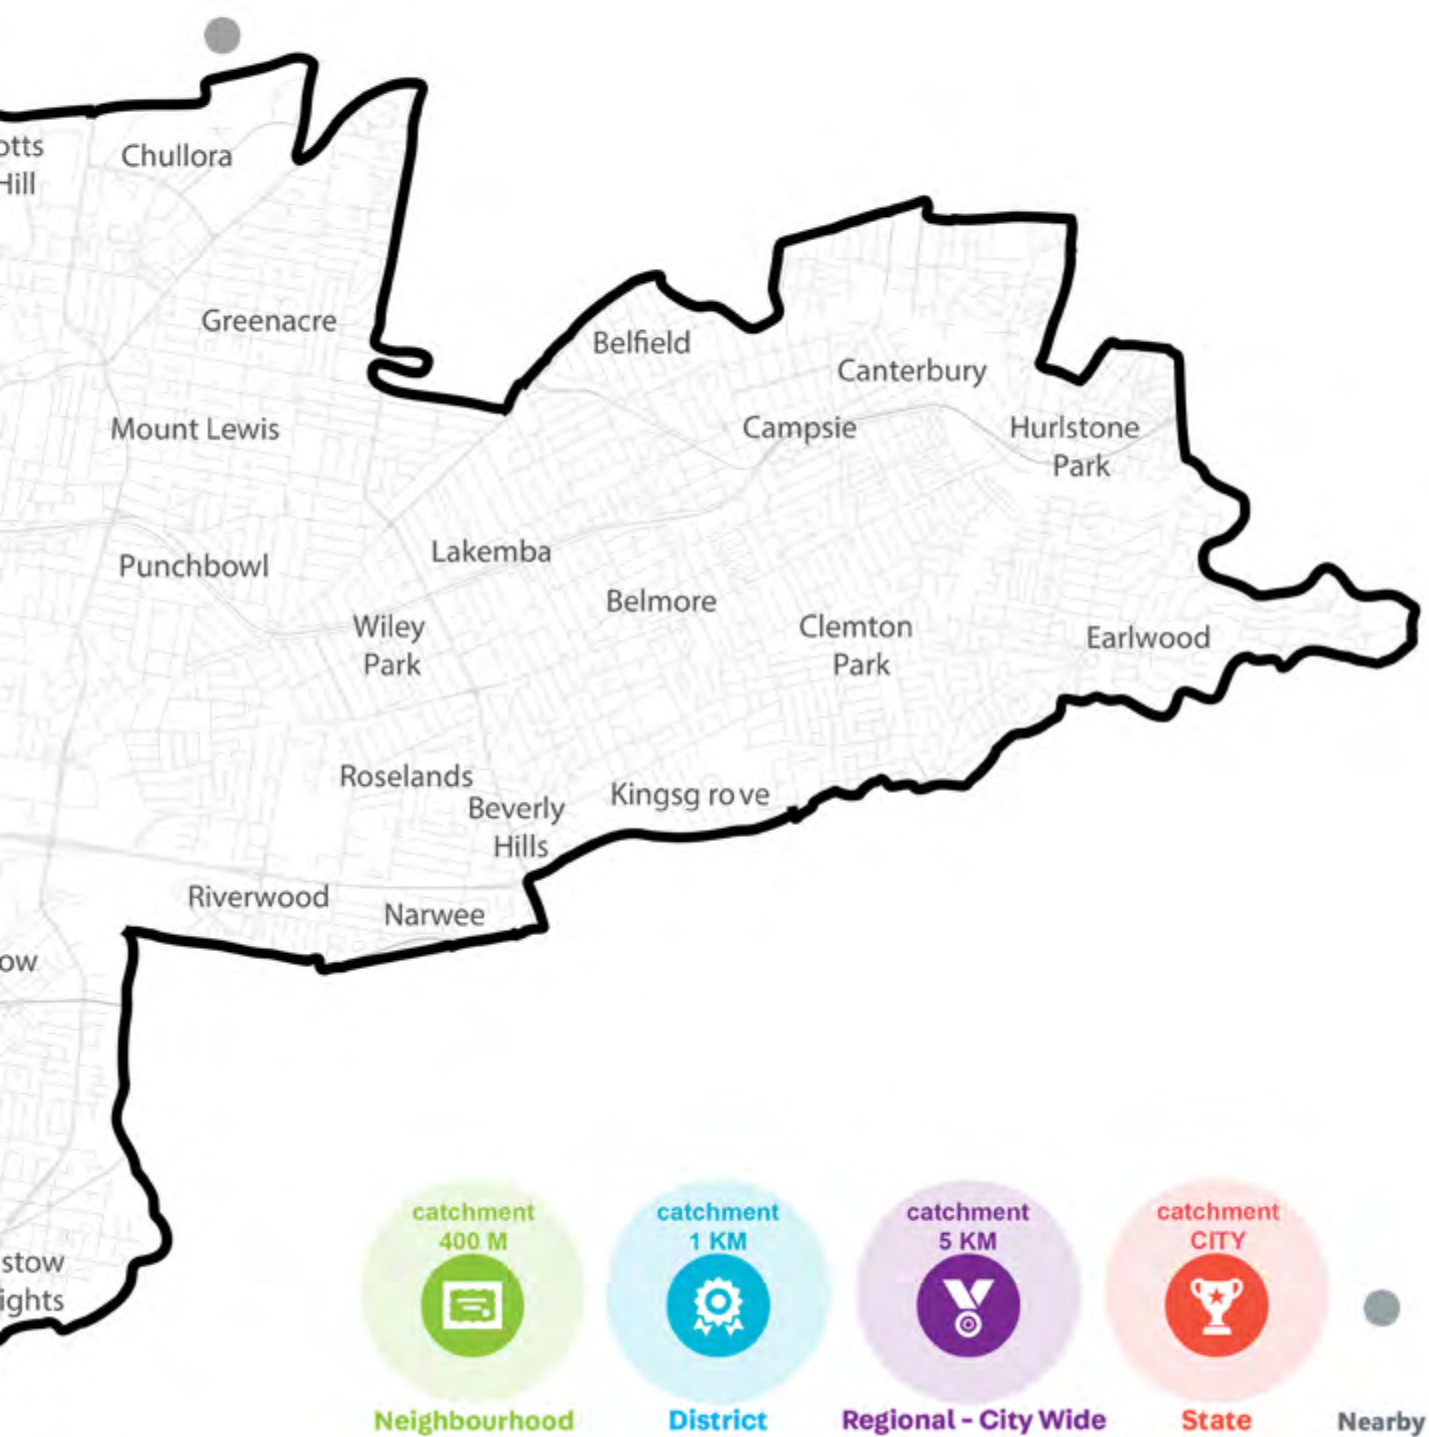 otts
Hill
Chullora
Greenacre
Belfield
Canterbury
Mount Lewis
Campsie
Hurlstone
Park
Punchbowl
Lakemba
Belmore
Wiley
Park
Clemton
Park
Earlwood
Roselands
Beverly
Hills
Kingsg ro ve
Riverwood
Narwee
ow
stow
ights
catchment
400 M
Neighbourhood
catchment
1 KM
District
catchment
5 KM
Regional - City Wide
catchment
CITY
State
Nearby